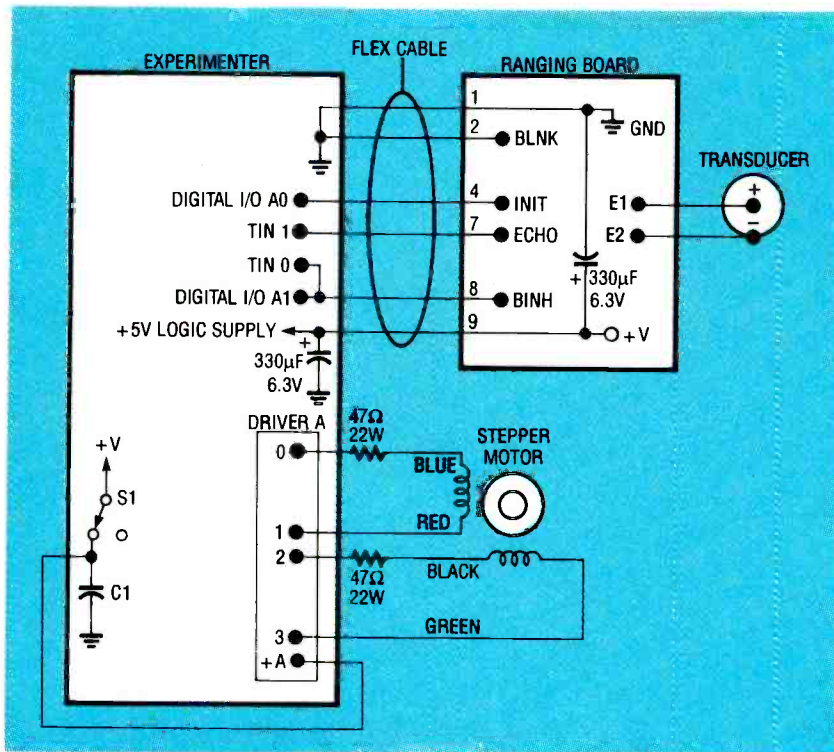 FLEX CABLE
EXPERIMENTER
RANGING BOARD
1
GND
2
BLNK
TRANSDUCER
+
−
DIGITAL I/O A0
4
INIT
E1
TIN 1
7
ECHO
E2
TIN 0
DIGITAL I/O A1
8
BINH
+
330µF
6.3V
+5V LOGIC SUPPLY
9
+V
+
330µF
6.3V
DRIVER A
47Ω
22W
STEPPER
MOTOR
0
BLUE
+V
S1
RED
1
2
BLACK
47Ω
22W
C1
GREEN
3
+A